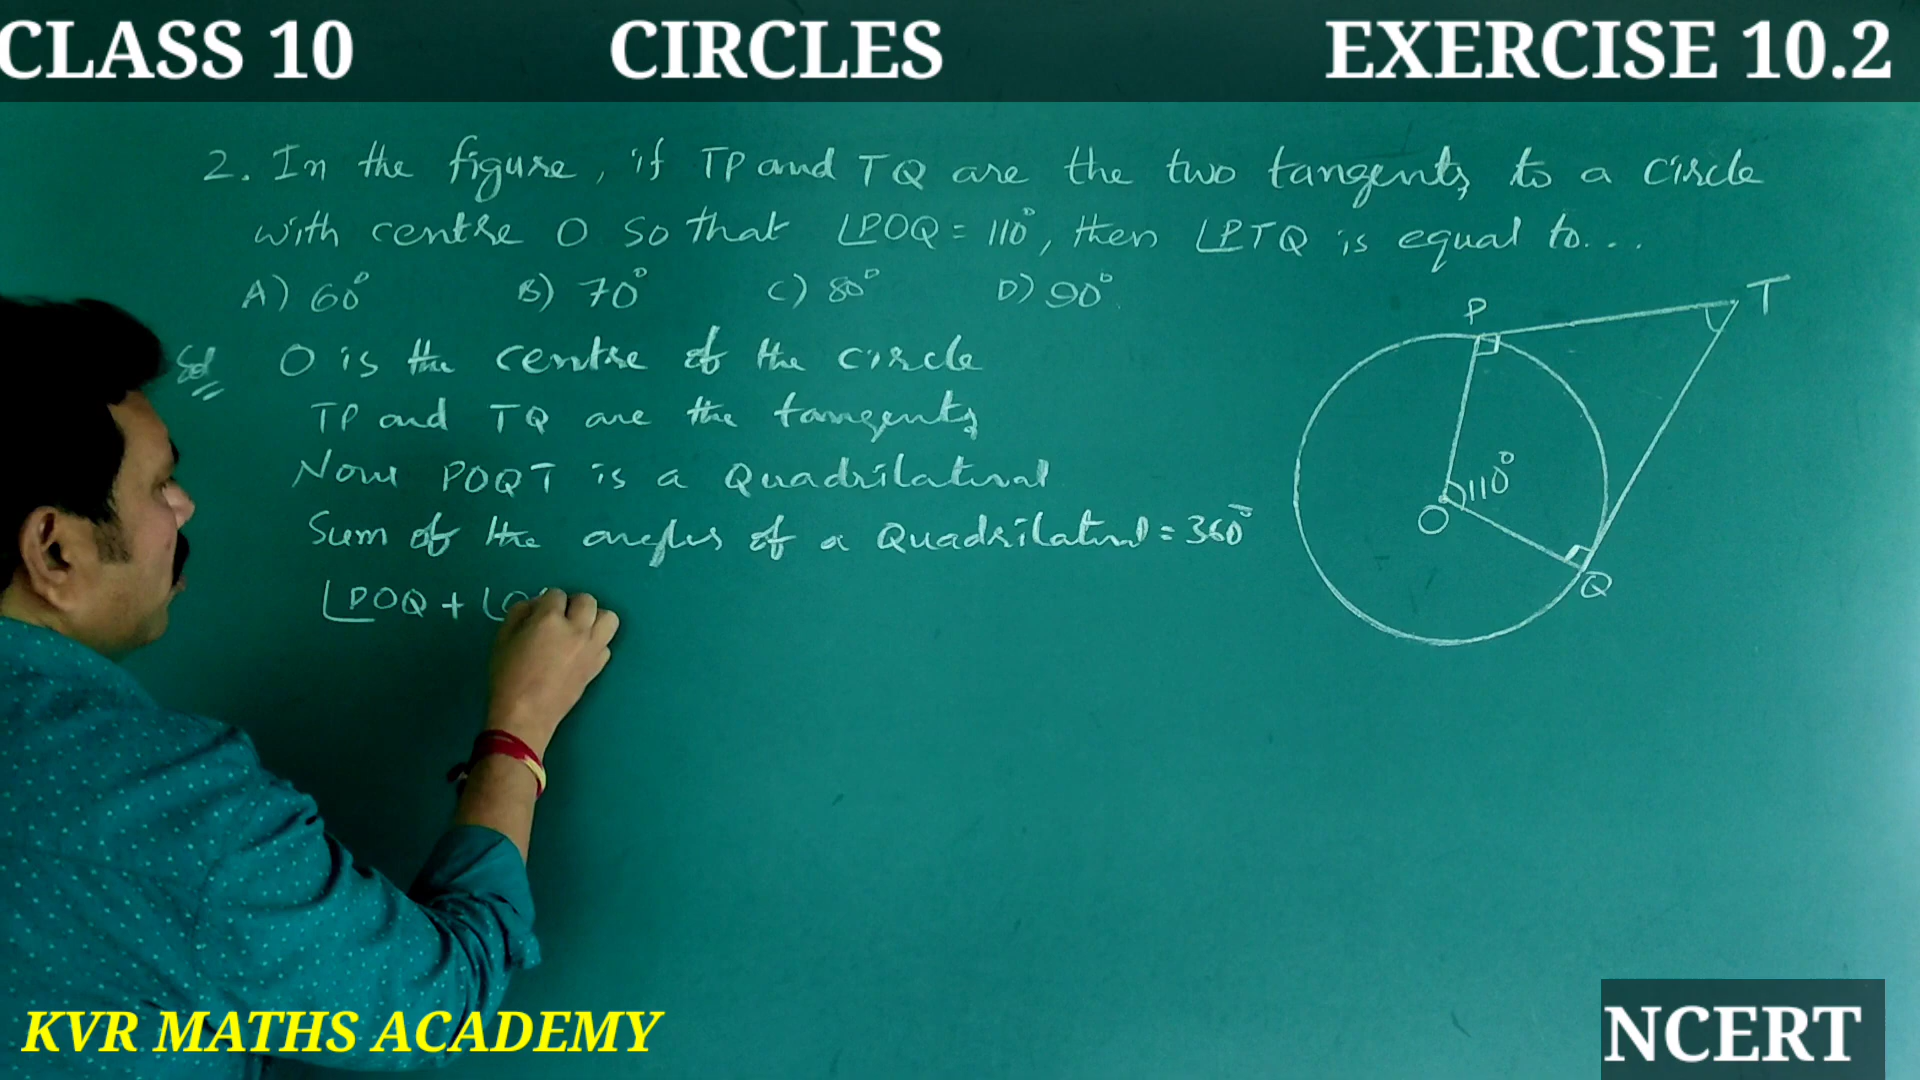 CLASS 10 CIRCLES EXERCISE 10.2
2. In the figure, if TP and TQ are the two tangents to a circle
with centre O so that ∠POQ = 110°, then ∠PTQ is equal to...
A) 60° B) 70° C) 80° D) 90°
Sol O is the centre of the circle
TP and TQ are the tangents
Now POQT is a Quadrilateral
Sum of the angles of a Quadrilateral = 360°
∠POQ + ∠O
P
T
110°
O
Q
KVR MATHS ACADEMY
NCERT